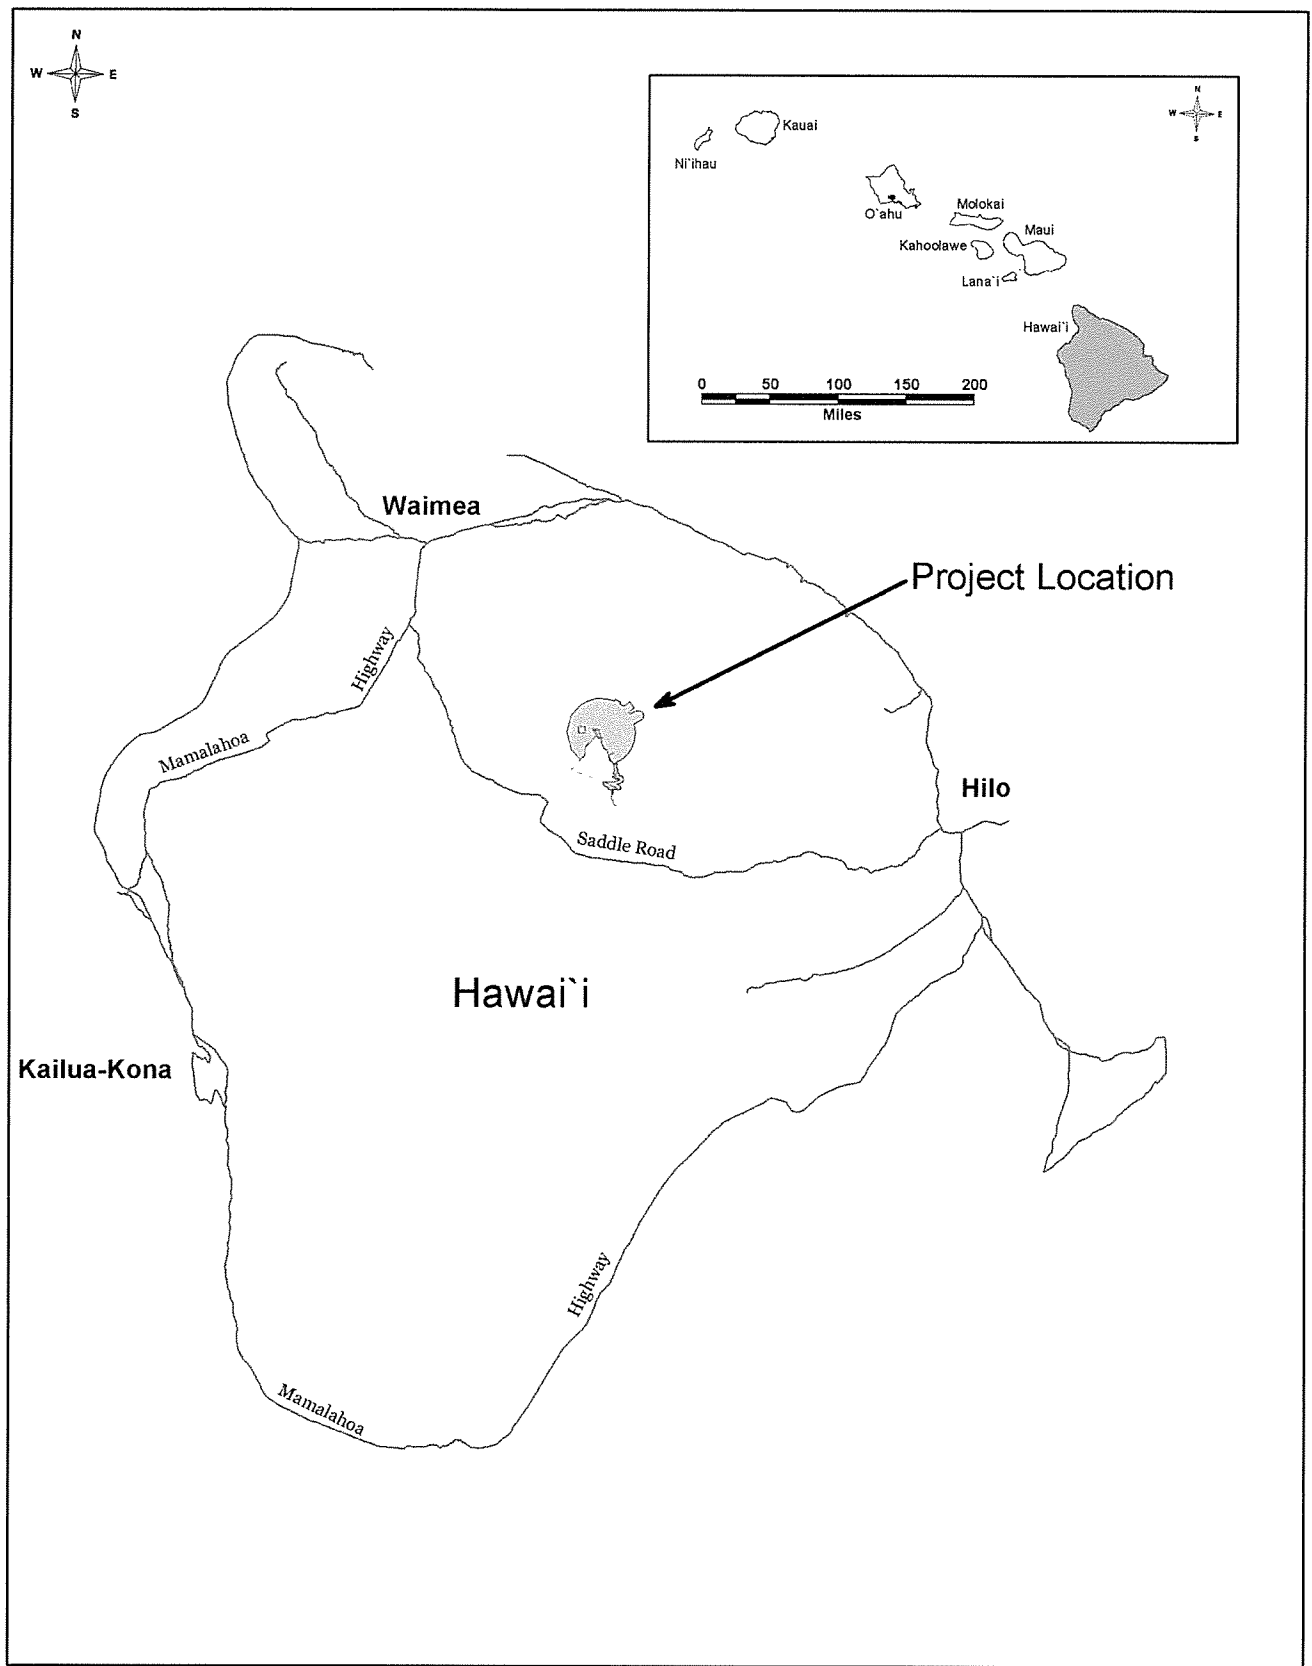 N
W E
S
N
W E
S
Kauai
Ni`ihau
O`ahu
Molokai
Maui
Kahoolawe
Lana`i
Hawai`i
0 50 100 150 200
Miles
Waimea
Project Location
Highway
Mamalahoa
Hilo
Saddle Road
Hawai`i
Kailua-Kona
Highway
Mamalahoa